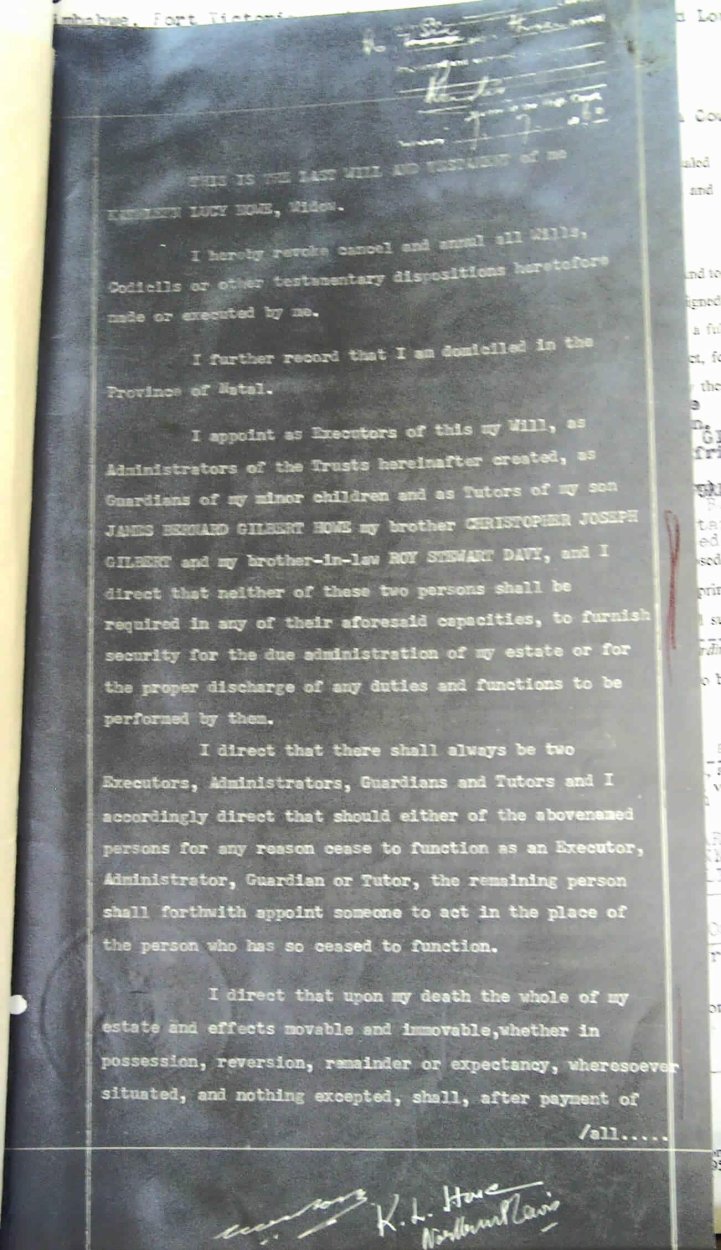 THIS IS THE LAST WILL AND TESTAMENT of me
KATHLEEN LUCY HOWE, Widow.
I hereby revoke cancel and annul all Wills,
Codicils or other testamentary dispositions heretofore
made or executed by me.
I further record that I am domiciled in the
Province of Natal.
I appoint as Executors of this my Will, as
Administrators of the Trusts hereinafter created, as
Guardians of my minor children and as Tutors of my son
JAMES BERNARD GILBERT HOWE my brother CHRISTOPHER JOSEPH
GILBERT and my brother-in-law ROY STEWART DAVY, and I
direct that neither of these two persons shall be
required in any of their aforesaid capacities, to furnish
security for the due administration of my estate or for
the proper discharge of any duties and functions to be
performed by them.
I direct that there shall always be two
Executors, Administrators, Guardians and Tutors and I
accordingly direct that should either of the abovenamed
persons for any reason cease to function as an Executor,
Administrator, Guardian or Tutor, the remaining person
shall forthwith appoint someone to act in the place of
the person who has so ceased to function.
I direct that upon my death the whole of my
estate and effects movable and immovable,whether in
possession, reversion, remainder or expectancy, wheresoever
situated, and nothing excepted, shall, after payment of
/all.....
K. L. Howe